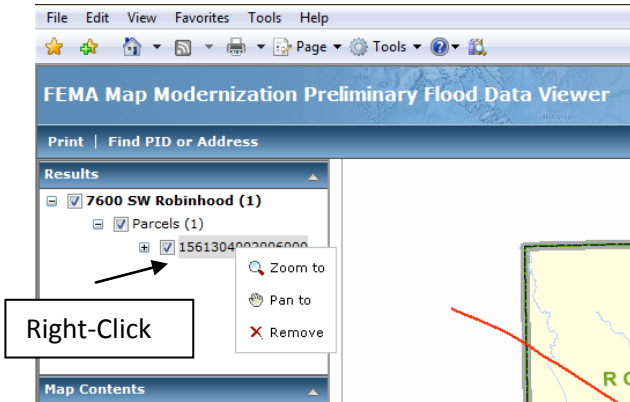 File Edit View Favorites Tools Help
Page Tools
FEMA Map Modernization Preliminary Flood Data Viewer
Print | Find PID or Address
Results
7600 SW Robinhood (1)
Parcels (1)
Zoom to
Pan to
Remove
Right-Click
Map Contents